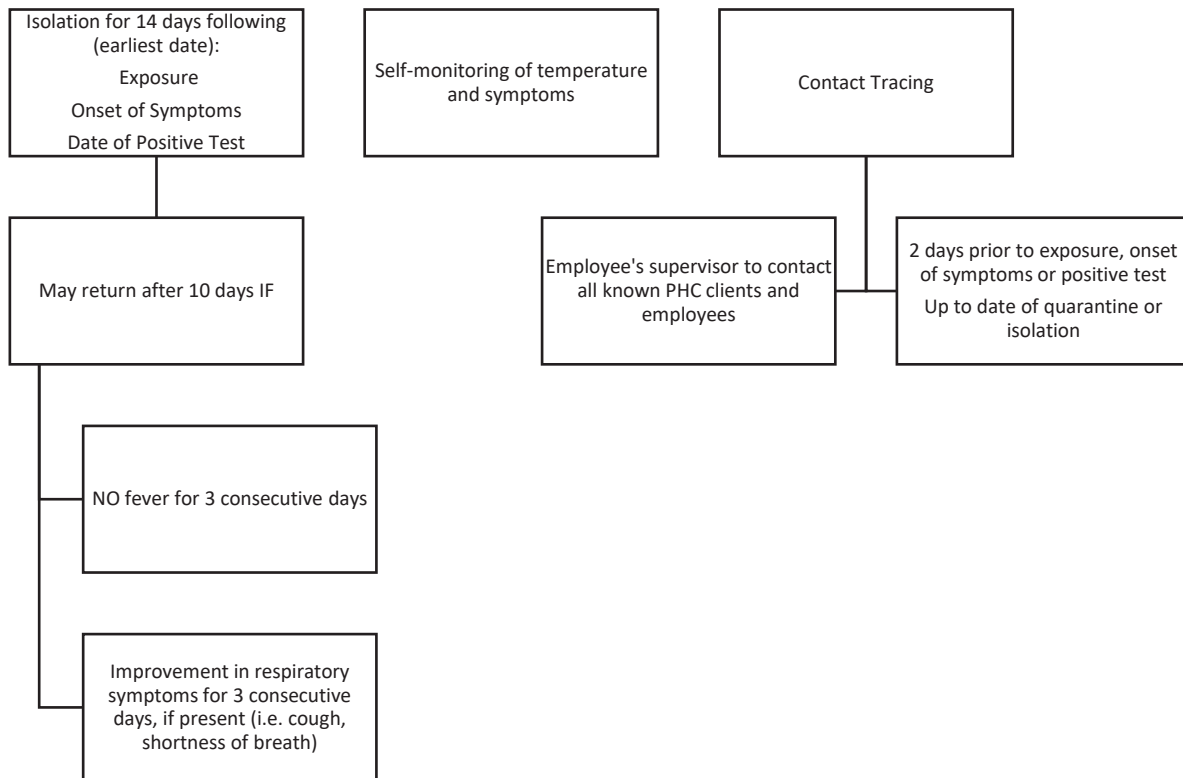 Isolation for 14 days following
(earliest date):
Exposure
Onset of Symptoms
Date of Positive Test
Self-monitoring of temperature
and symptoms
Contact Tracing
May return after 10 days IF
Employee's supervisor to contact
all known PHC clients and
employees
2 days prior to exposure, onset
of symptoms or positive test
Up to date of quarantine or
isolation
NO fever for 3 consecutive days
Improvement in respiratory
symptoms for 3 consecutive
days, if present (i.e. cough,
shortness of breath)